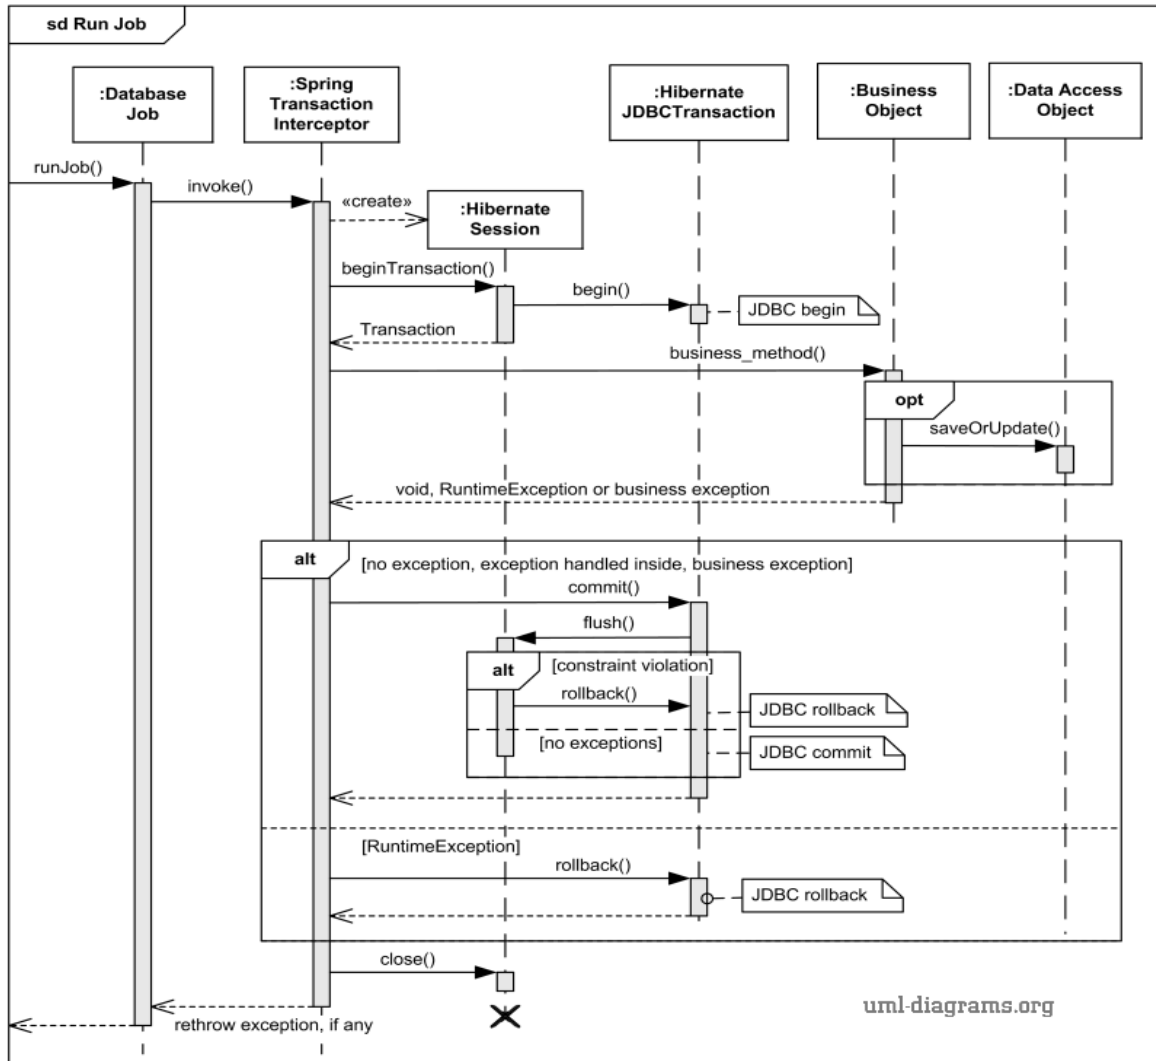 sd Run Job
:Database
Job
:Spring
Transaction
Interceptor
:Hibernate
JDBCTransaction
:Business
Object
:Data Access
Object
runJob()
invoke()
«create»
:Hibernate
Session
beginTransaction()
begin()
JDBC begin
Transaction
business_method()
opt
saveOrUpdate()
void, RuntimeException or business exception
alt
[no exception, exception handled inside, business exception]
commit()
flush()
alt
[constraint violation]
rollback()
JDBC rollback
[no exceptions]
JDBC commit
[RuntimeException]
rollback()
JDBC rollback
close()
uml-diagrams.org
rethrow exception, if any